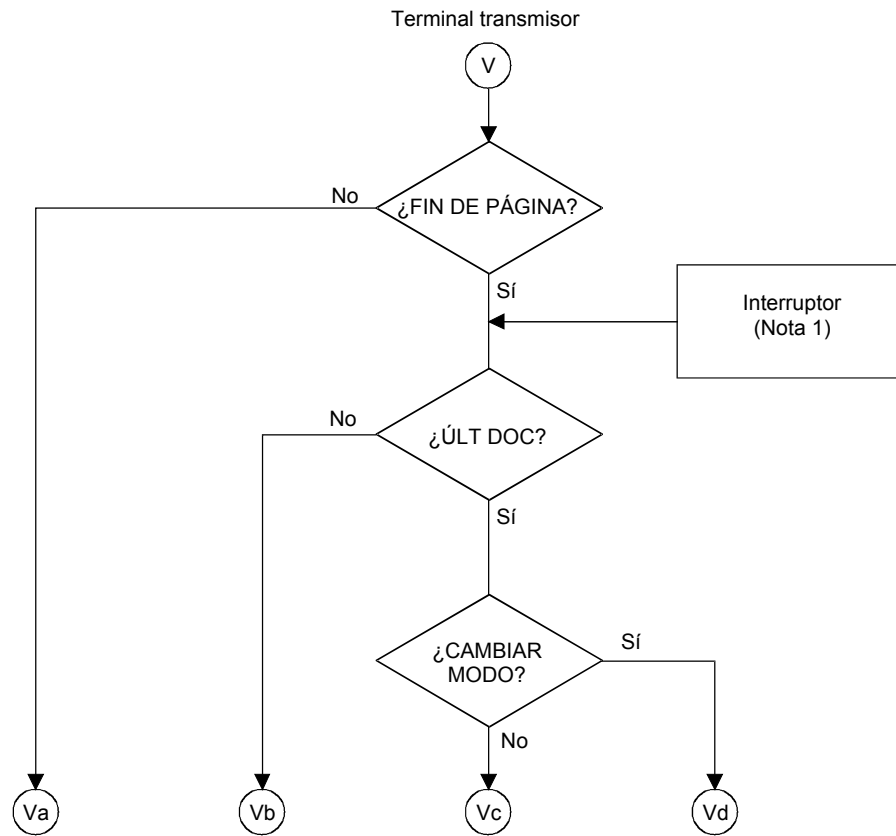 Terminal transmisor
V
No
¿FIN DE PÁGINA?
Sí
Interruptor
(Nota 1)
No
¿ÚLT DOC?
Sí
¿CAMBIAR
MODO?
Sí
No
Va
Vb
Vc
Vd